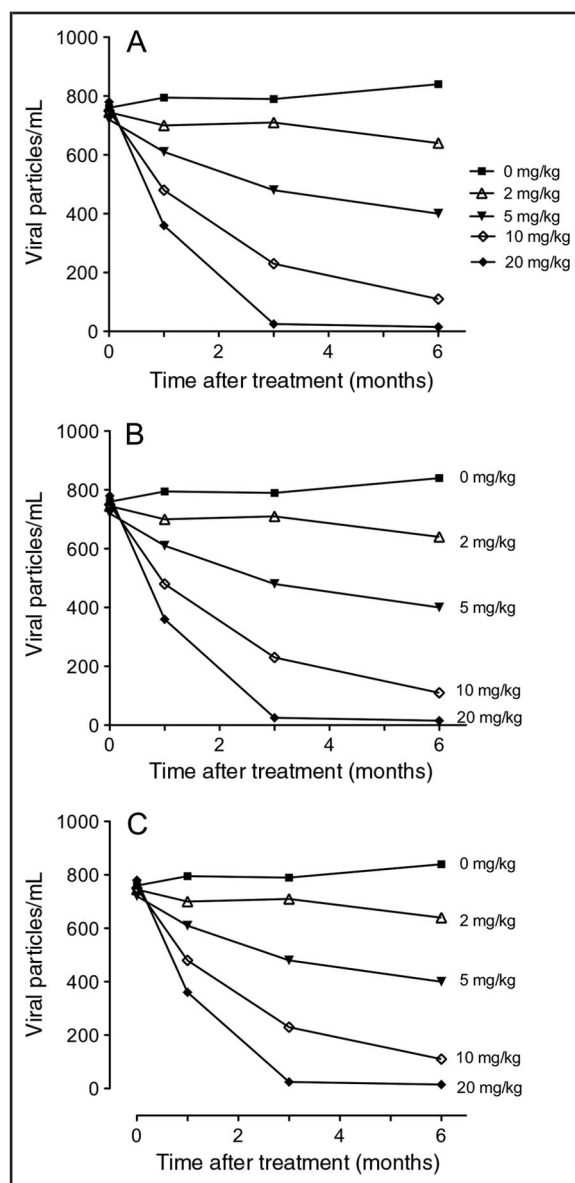 A
1000
800
600
400
200
0
Viral particles/mL
0 mg/kg
2 mg/kg
5 mg/kg
10 mg/kg
20 mg/kg
0 2 4 6
Time after treatment (months)
B
1000
800
600
400
200
0
Viral particles/mL
0 mg/kg
2 mg/kg
5 mg/kg
10 mg/kg
20 mg/kg
0 2 4 6
Time after treatment (months)
C
1000
800
600
400
200
0
Viral particles/mL
0 mg/kg
2 mg/kg
5 mg/kg
10 mg/kg
20 mg/kg
0 2 4 6
Time after treatment (months)